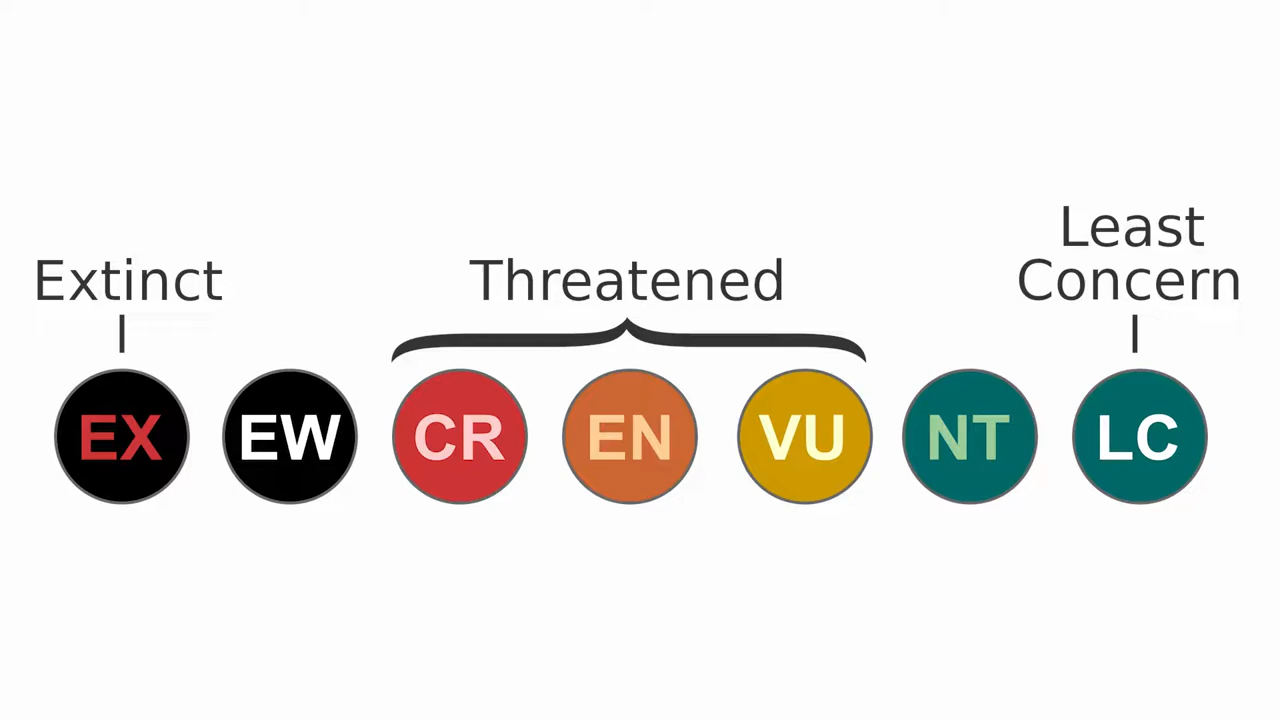 Extinct
Threatened
Least
Concern
EX
EW
CR
EN
VU
NT
LC